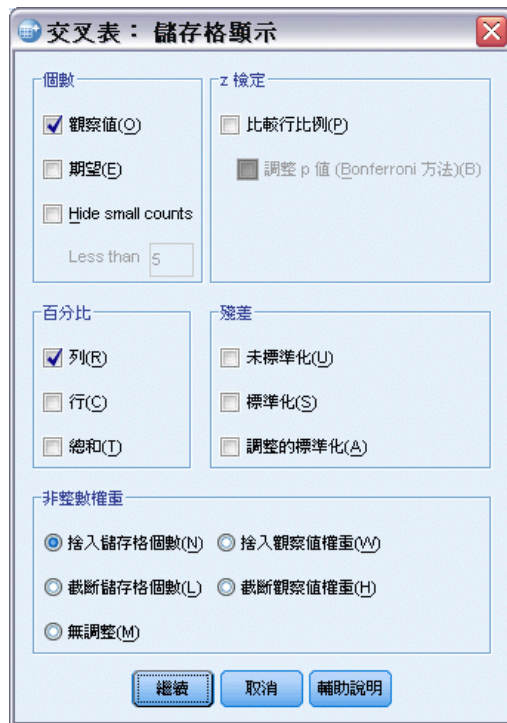 交叉表： 儲存格顯示
個數
觀察值(O)
期望(E)
Hide small counts
Less than 5
z 檢定
比較行比例(P)
調整 p 值 (Bonferroni 方法)(B)
百分比
列(R)
行(C)
總和(T)
殘差
未標準化(U)
標準化(S)
調整的標準化(A)
非整數權重
捨入儲存格個數(N) 捨入觀察值權重(W)
截斷儲存格個數(L) 截斷觀察值權重(H)
無調整(M)
繼續 取消 輔助說明